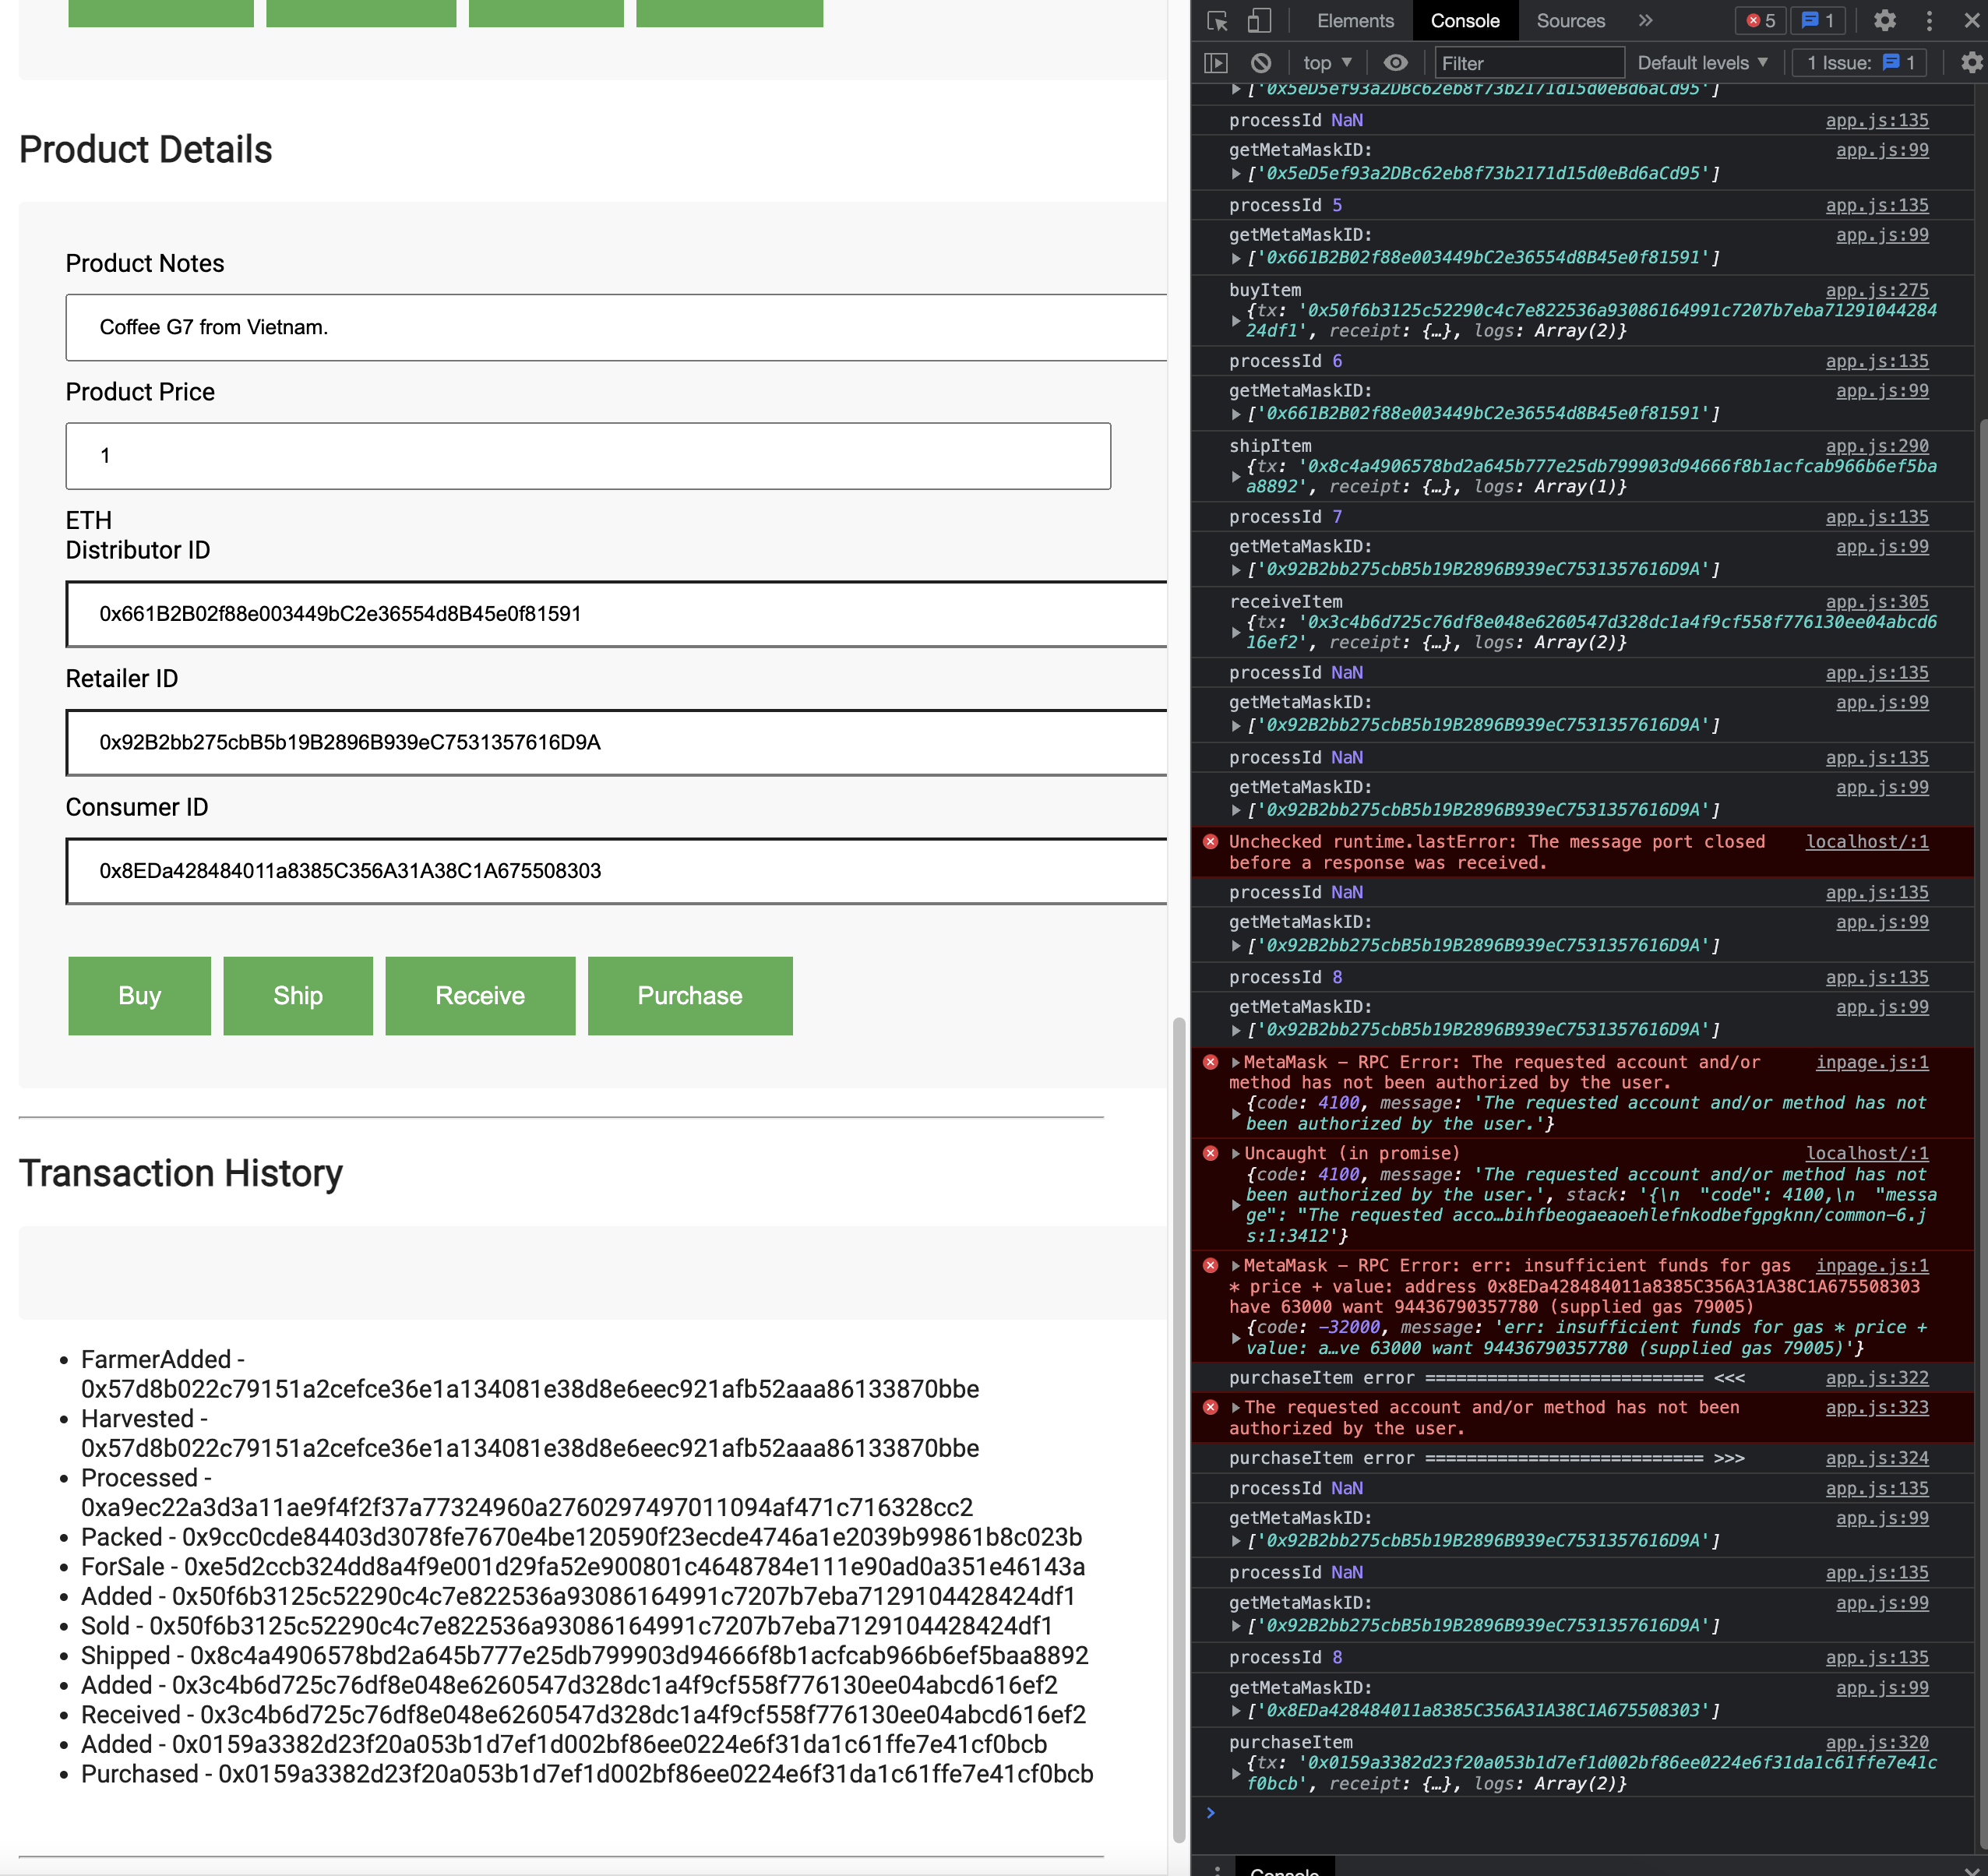 Product Details
Product Notes
Coffee G7 from Vietnam.
Product Price
1
ETH
Distributor ID
0x661B2B02f88e003449bC2e36554d8B45e0f81591
Retailer ID
0x92B2bb275cbB5b19B2896B939eC7531357616D9A
Consumer ID
0x8EDa428484011a8385C356A31A38C1A675508303
Buy Ship Receive Purchase
Transaction History
FarmerAdded -
0x57d8b022c79151a2cefce36e1a134081e38d8e6eec921afb52aaa86133870bbe
Harvested -
0x57d8b022c79151a2cefce36e1a134081e38d8e6eec921afb52aaa86133870bbe
Processed -
0xa9ec22a3d3a11ae9f4f2f37a77324960a2760297497011094af471c716328cc2
Packed - 0x9cc0cde84403d3078fe7670e4be120590f23ecde4746a1e2039b99861b8c023b
ForSale - 0xe5d2ccb324dd8a4f9e001d29fa52e900801c4648784e111e90ad0a351e46143a
Added - 0x50f6b3125c52290c4c7e822536a93086164991c7207b7eba7129104428424df1
Sold - 0x50f6b3125c52290c4c7e822536a93086164991c7207b7eba7129104428424df1
Shipped - 0x8c4a4906578bd2a645b777e25db799903d94666f8b1acfcab966b6ef5baa8892
Added - 0x3c4b6d725c76df8e048e6260547d328dc1a4f9cf558f776130ee04abcd616ef2
Received - 0x3c4b6d725c76df8e048e6260547d328dc1a4f9cf558f776130ee04abcd616ef2
Added - 0x0159a3382d23f20a053b1d7ef1d002bf86ee0224e6f31da1c61ffe7e41cf0bcb
Purchased - 0x0159a3382d23f20a053b1d7ef1d002bf86ee0224e6f31da1c61ffe7e41cf0bcb
Elements Console Sources » 5 1
top Filter Default levels 1 Issue: 1
['0x5eD5ef93a2DBc62eb8f73b2171d15d0eBd6aCd95']
processId NaN app.js:135
getMetaMaskID: app.js:99
['0x5eD5ef93a2DBc62eb8f73b2171d15d0eBd6aCd95']
processId 5 app.js:135
getMetaMaskID: app.js:99
['0x661B2B02f88e003449bC2e36554d8B45e0f81591']
buyItem app.js:275
{tx: '0x50f6b3125c52290c4c7e822536a93086164991c7207b7eba71291044284
24df1', receipt: {…}, logs: Array(2)}
processId 6 app.js:135
getMetaMaskID: app.js:99
['0x661B2B02f88e003449bC2e36554d8B45e0f81591']
shipItem app.js:290
{tx: '0x8c4a4906578bd2a645b777e25db799903d94666f8b1acfcab966b6ef5ba
a8892', receipt: {…}, logs: Array(1)}
processId 7 app.js:135
getMetaMaskID: app.js:99
['0x92B2bb275cbB5b19B2896B939eC7531357616D9A']
receiveItem app.js:305
{tx: '0x3c4b6d725c76df8e048e6260547d328dc1a4f9cf558f776130ee04abcd6
16ef2', receipt: {…}, logs: Array(2)}
processId NaN app.js:135
getMetaMaskID: app.js:99
['0x92B2bb275cbB5b19B2896B939eC7531357616D9A']
processId NaN app.js:135
getMetaMaskID: app.js:99
['0x92B2bb275cbB5b19B2896B939eC7531357616D9A']
Unchecked runtime.lastError: The message port closed localhost/:1
before a response was received.
processId NaN app.js:135
getMetaMaskID: app.js:99
['0x92B2bb275cbB5b19B2896B939eC7531357616D9A']
processId 8 app.js:135
getMetaMaskID: app.js:99
['0x92B2bb275cbB5b19B2896B939eC7531357616D9A']
MetaMask - RPC Error: The requested account and/or inpage.js:1
method has not been authorized by the user.
{code: 4100, message: 'The requested account and/or method has not
been authorized by the user.'}
Uncaught (in promise) localhost/:1
{code: 4100, message: 'The requested account and/or method has not
been authorized by the user.', stack: '{\n  "code": 4100,\n  "messa
ge": "The requested acco…bihfbeogaeaoehlefnkodbefgpgknn/common-6.j
s:1:3412'}
MetaMask - RPC Error: err: insufficient funds for gas inpage.js:1
* price + value: address 0x8EDa428484011a8385C356A31A38C1A675508303
have 63000 want 94436790357780 (supplied gas 79005)
{code: -32000, message: 'err: insufficient funds for gas * price +
value: a…ve 63000 want 94436790357780 (supplied gas 79005)'}
purchaseItem error =========================== <<< app.js:322
The requested account and/or method has not been app.js:323
authorized by the user.
purchaseItem error =========================== >>> app.js:324
processId NaN app.js:135
getMetaMaskID: app.js:99
['0x92B2bb275cbB5b19B2896B939eC7531357616D9A']
processId NaN app.js:135
getMetaMaskID: app.js:99
['0x92B2bb275cbB5b19B2896B939eC7531357616D9A']
processId 8 app.js:135
getMetaMaskID: app.js:99
['0x8EDa428484011a8385C356A31A38C1A675508303']
purchaseItem app.js:320
{tx: '0x0159a3382d23f20a053b1d7ef1d002bf86ee0224e6f31da1c61ffe7e41c
f0bcb', receipt: {…}, logs: Array(2)}
Console